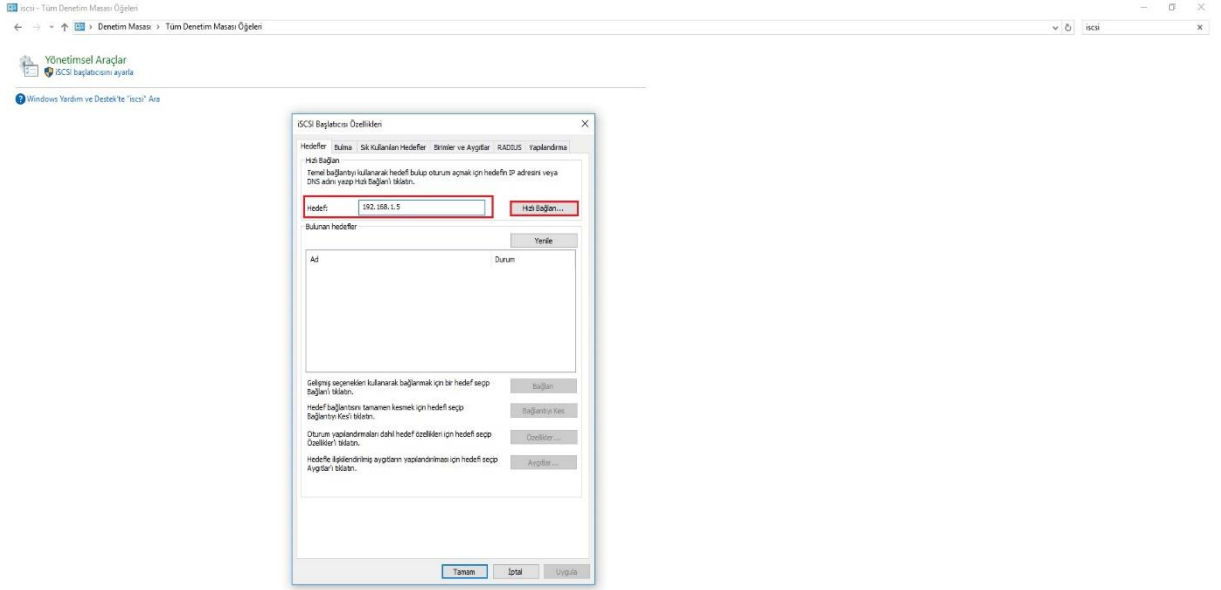 iscsi - Tüm Denetim Masası Öğeleri
Denetim Masası > Tüm Denetim Masası Öğeleri
iscsi
Yönetimsel Araçlar
iSCSI başlatıcısını ayarla
Windows Yardım ve Destek'te "iscsi" Ara
iSCSI Başlatıcısı Özellikleri
Hedefler Bulma Sık Kullanılan Hedefler Birimler ve Aygıtlar RADIUS Yapılandırma
Hızlı Bağlan
Temel bağlantıyı kullanarak hedefi bulup oturum açmak için hedefin IP adresini veya
DNS adını yazıp Hızlı Bağlan'ı tıklatın.
Hedef: 192.168.1.5 Hızlı Bağlan...
Bulunan hedefler
Yenile
Ad Durum
Gelişmiş seçenekleri kullanarak bağlanmak için bir hedef seçip
Bağlan'ı tıklatın.
Bağlan
Hedef bağlantısını tamamen kesmek için hedefi seçip
Bağlantıyı Kes'i tıklatın.
Bağlantıyı Kes
Oturum yapılandırmaları dahil hedef özellikleri için hedefi seçip
Özellikler'i tıklatın.
Özellikler...
Hedefle ilişkilendirilmiş aygıtların yapılandırılması için hedefi seçip
Aygıtlar'ı tıklatın.
Aygıtlar...
Tamam İptal Uygula